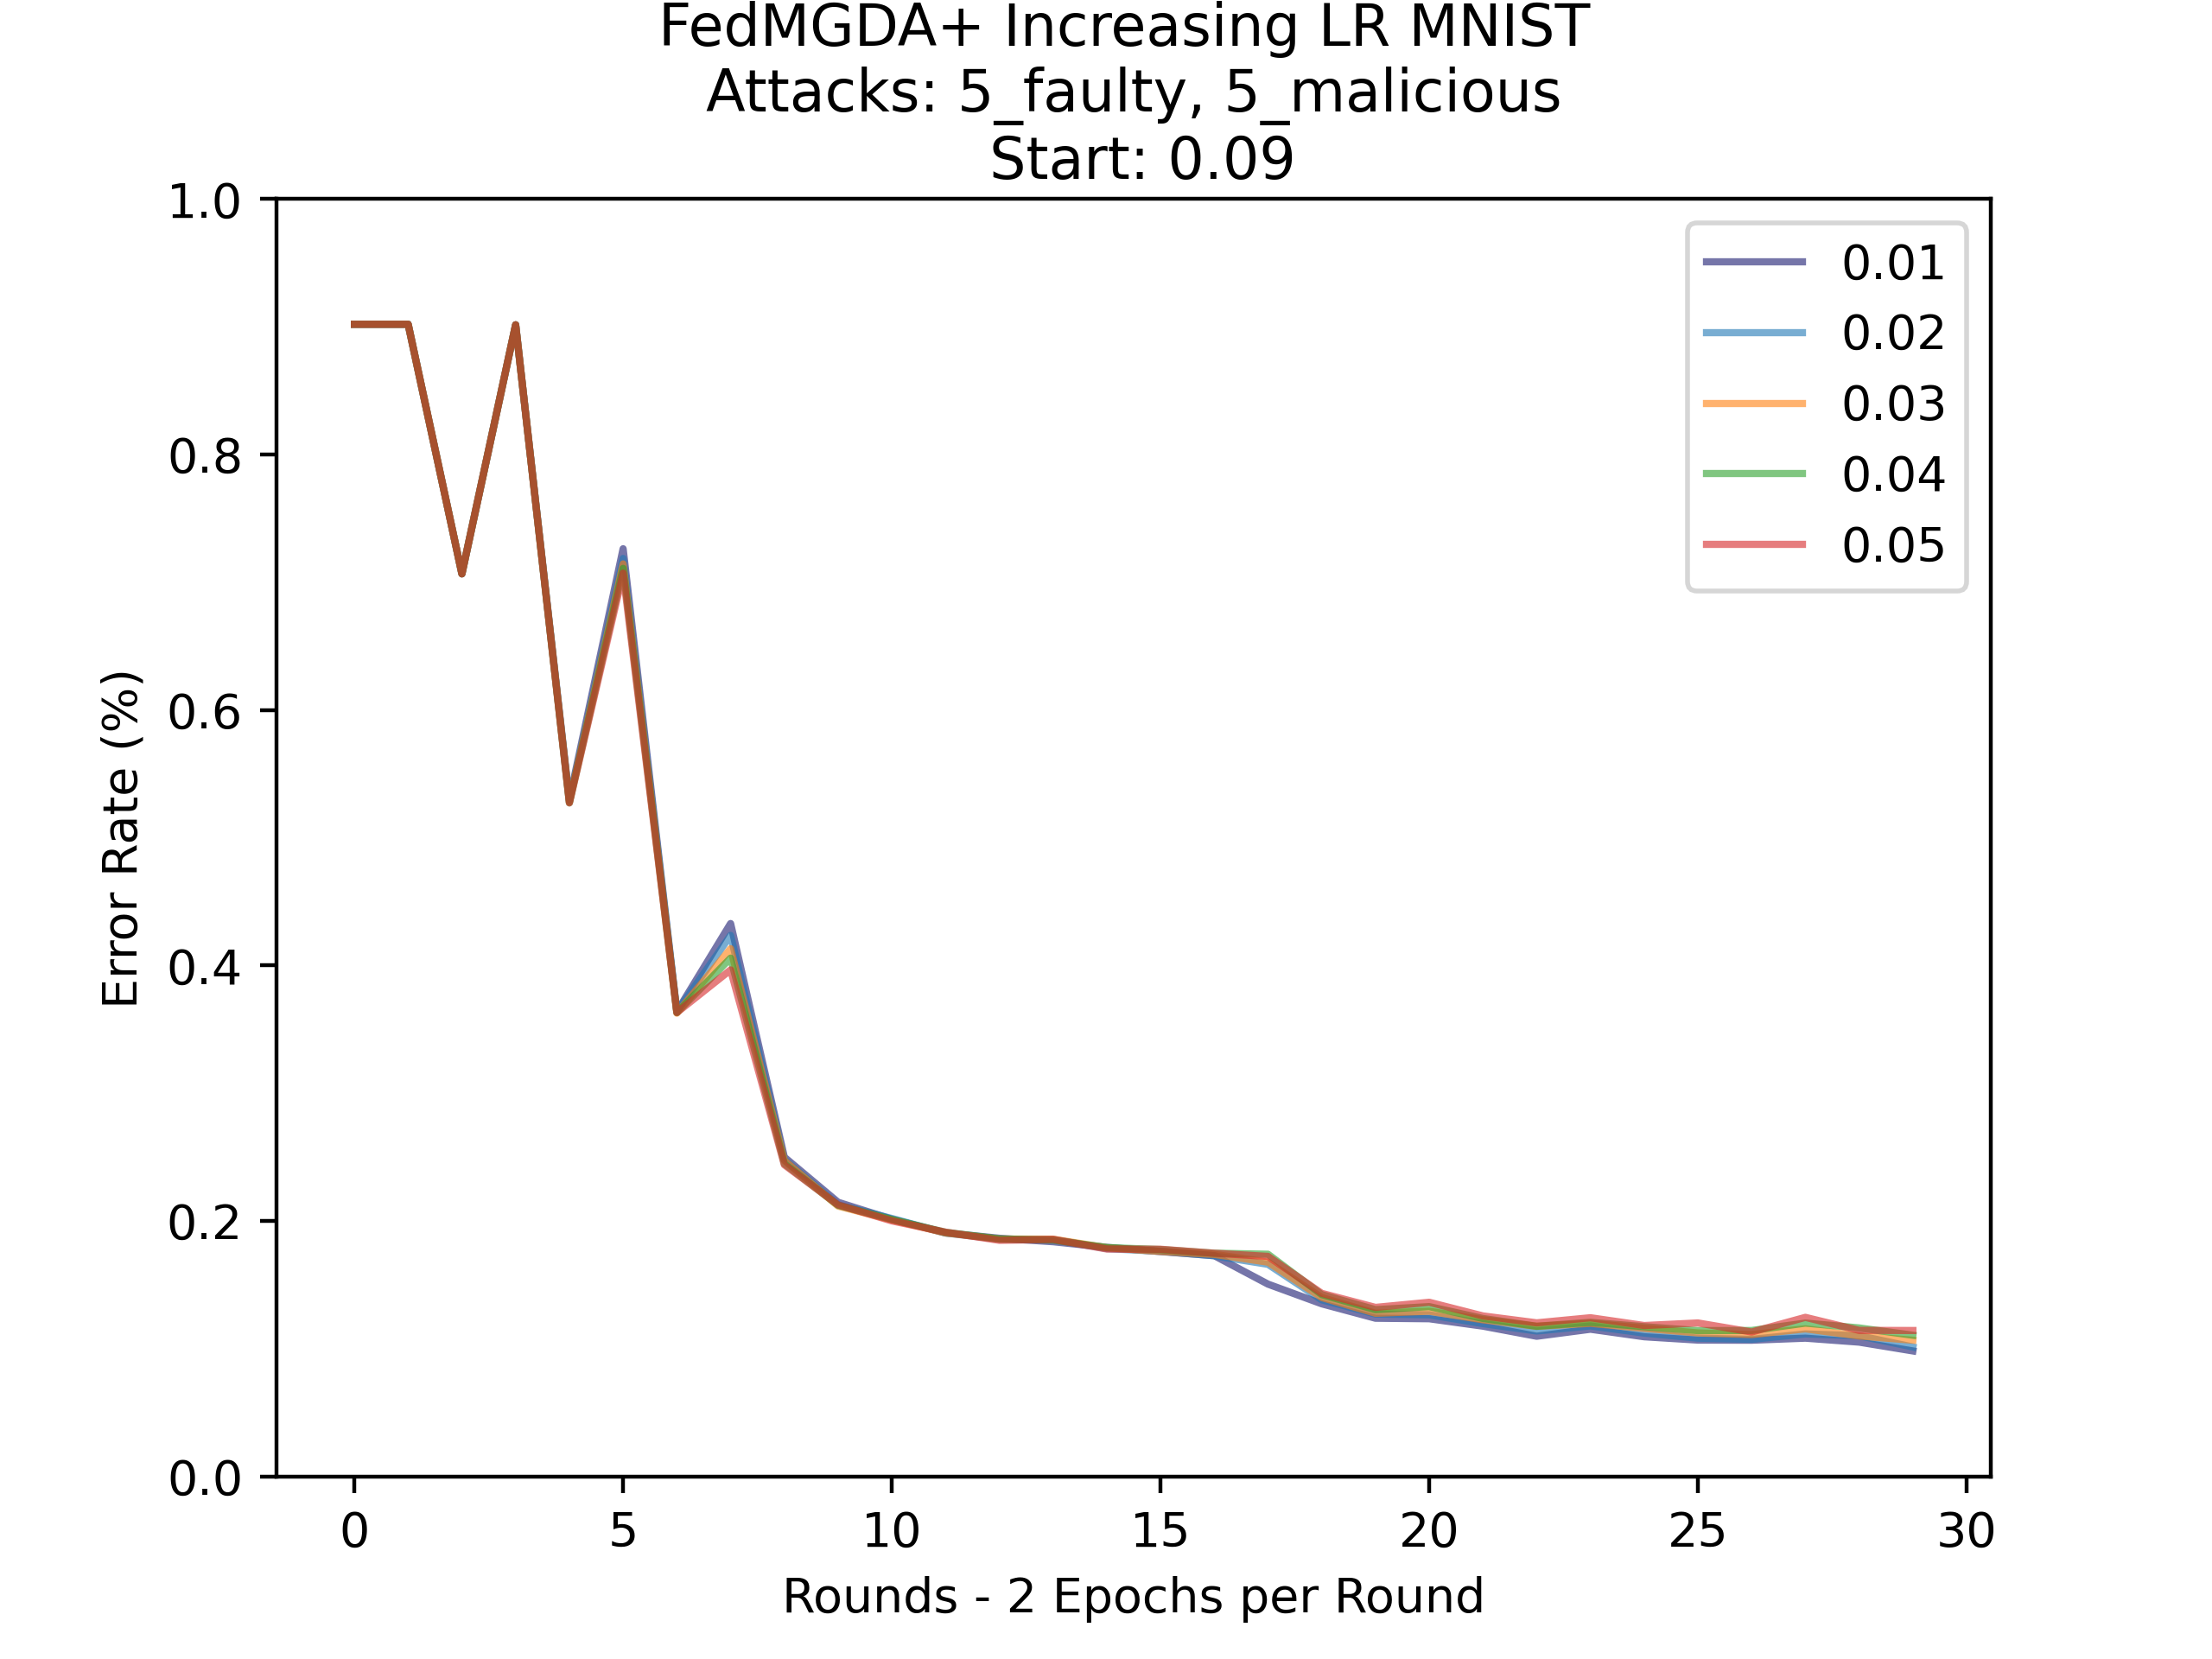 FedMGDA+ Increasing LR MNIST
Attacks: 5_faulty, 5_malicious
Start: 0.09
1.0
0.8
0.6
0.4
0.2
0.0
Error Rate (%)
0.01
0.02
0.03
0.04
0.05
0 5 10 15 20 25 30
Rounds - 2 Epochs per Round